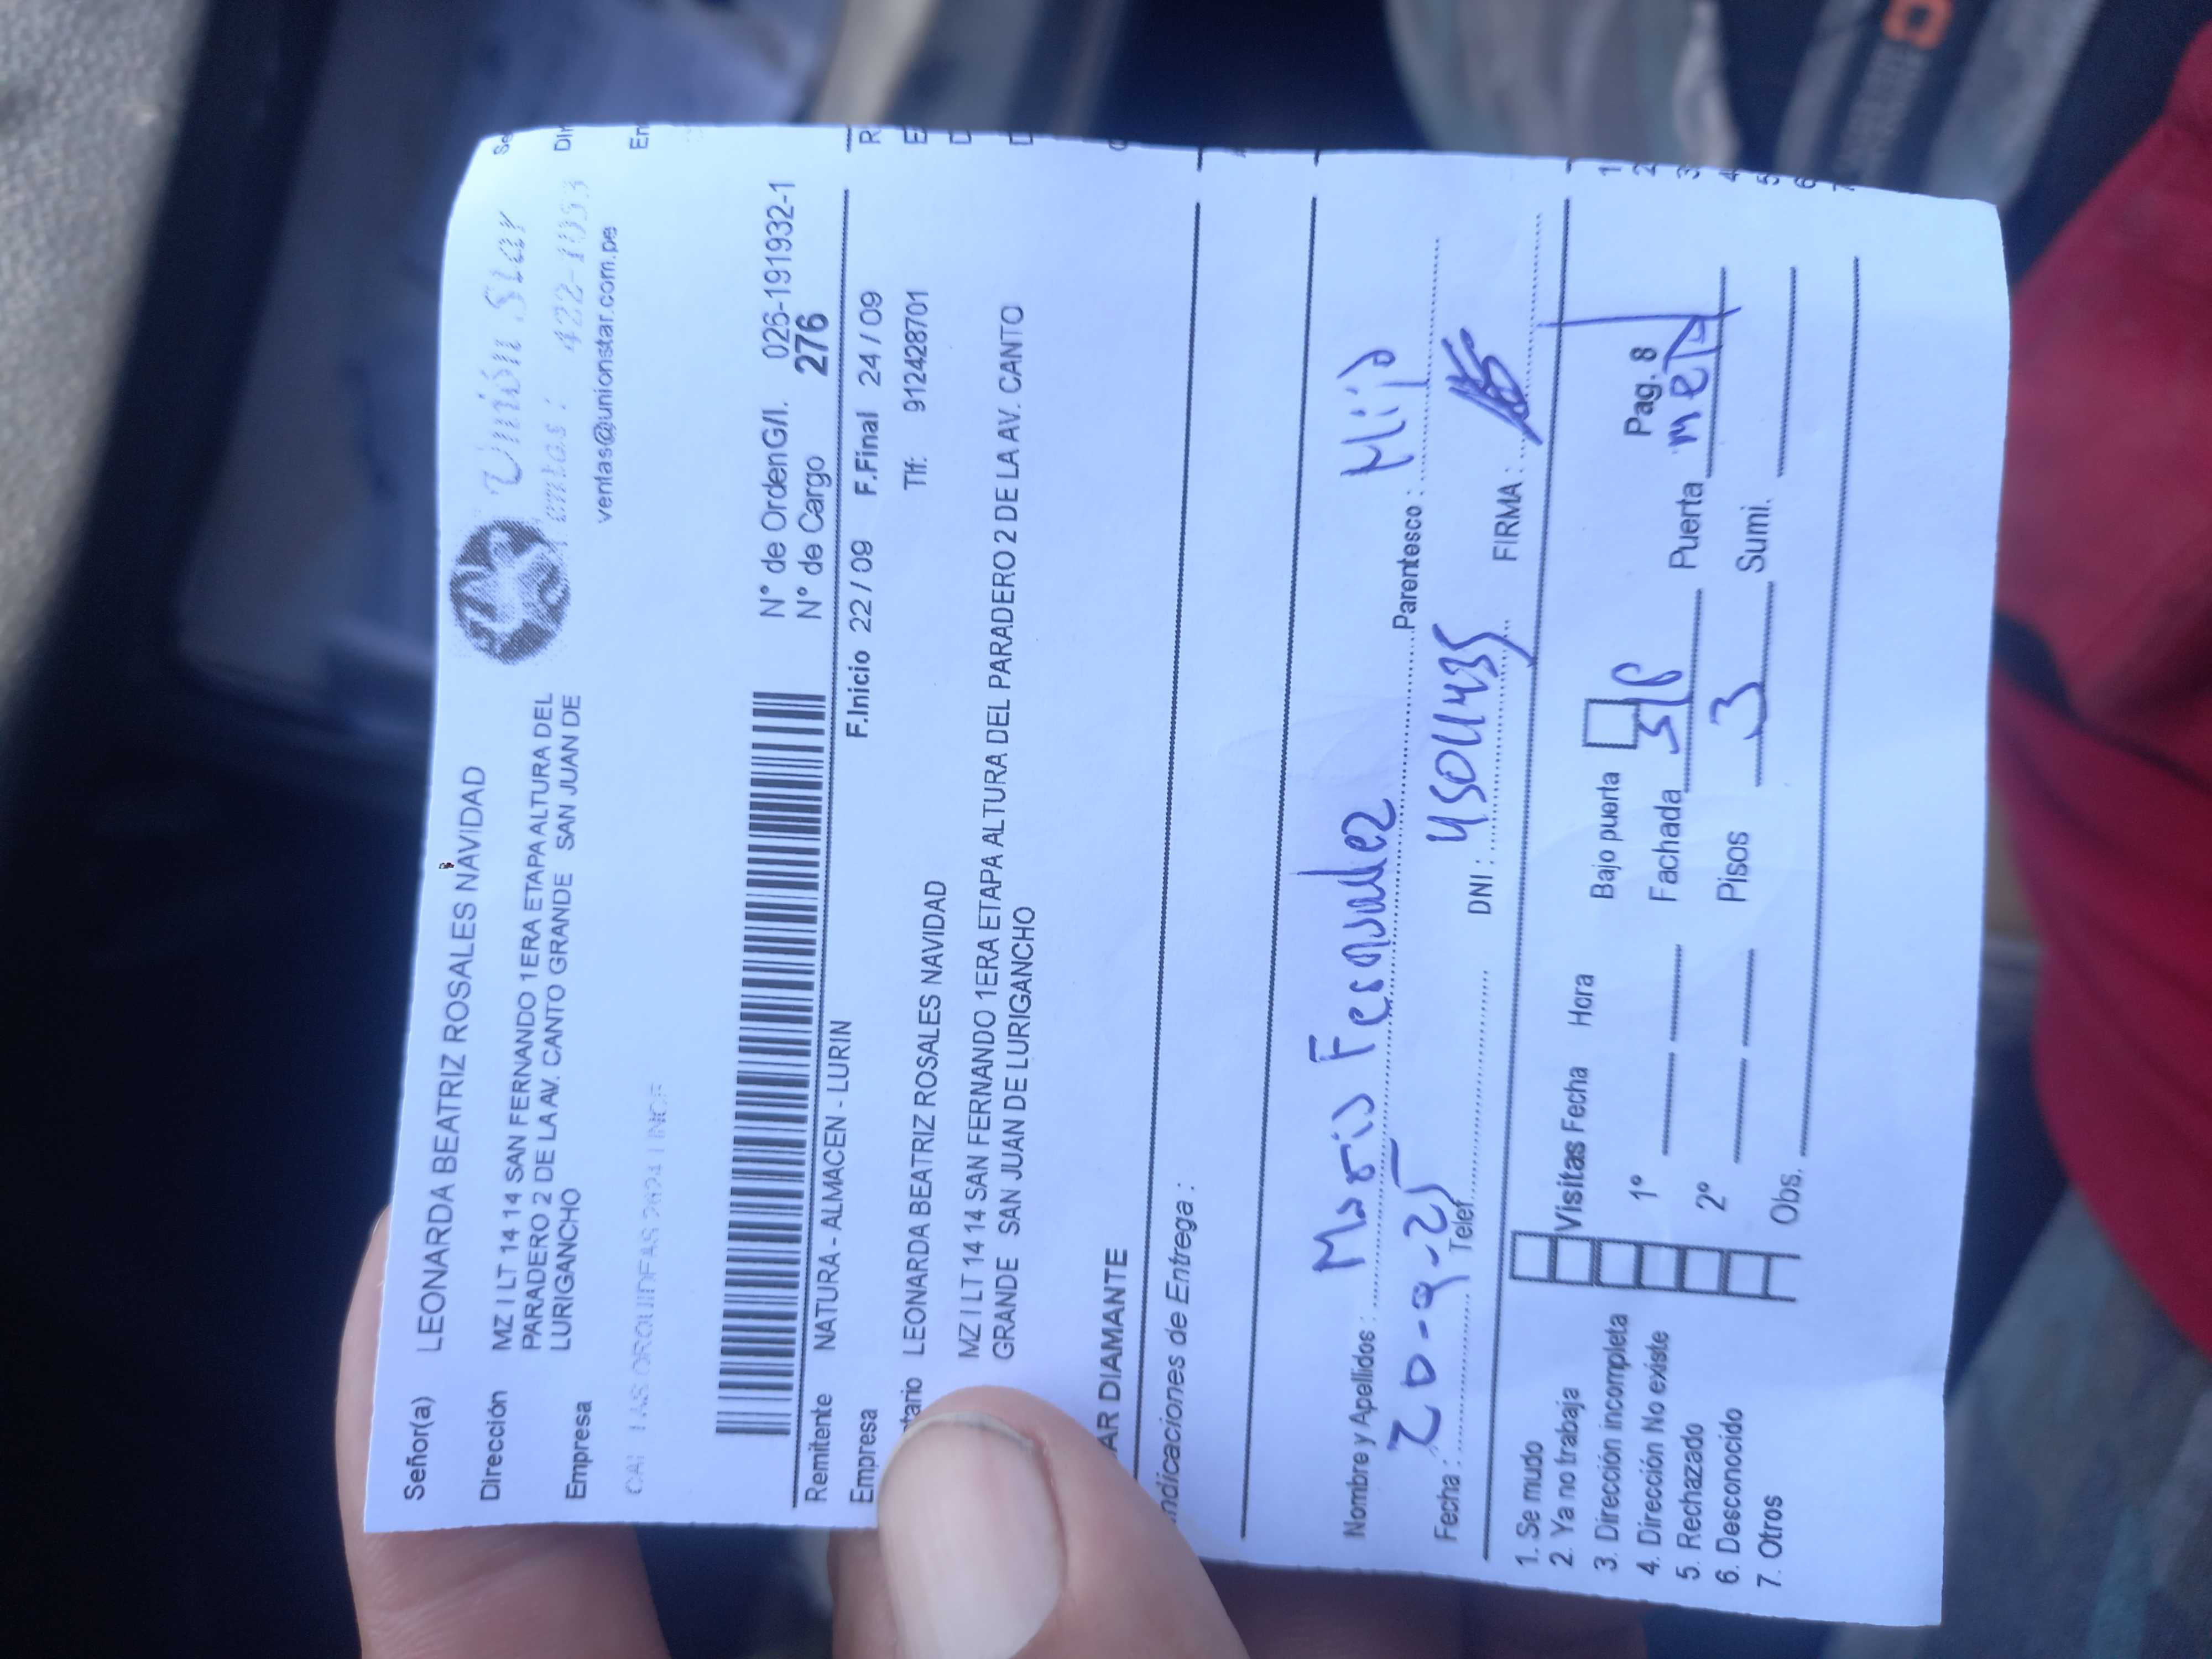 Señor(a) LEONARDA BEATRIZ ROSALES NAVIDAD
Unión Star
422-1053
ventas@unionstar.com.pe
Dirección MZ I LT 14 14 SAN FERNANDO 1ERA ETAPA ALTURA DEL
PARADERO 2 DE LA AV. CANTO GRANDE SAN JUAN DE
LURIGANCHO
Empresa
N° de OrdenG/I. 026-191932-1
N° de Cargo 276
Remitente NATURA - ALMACEN - LURIN F.Inicio 22 / 09 F.Final 24 / 09
Empresa Tlf: 912428701
tario LEONARDA BEATRIZ ROSALES NAVIDAD
MZ I LT 14 14 SAN FERNANDO 1ERA ETAPA ALTURA DEL PARADERO 2 DE LA AV. CANTO
GRANDE SAN JUAN DE LURIGANCHO
AR DIAMANTE
ndicaciones de Entrega :
Nombre y Apellidos : Fernandez Parentesco :
Fecha : 20-9-25 Telef. DNI : FIRMA :
1. Se mudo
2. Ya no trabaja
3. Dirección incompleta
4. Dirección No existe
5. Rechazado
6. Desconocido
7. Otros
Visitas Fecha Hora
1º
2º
Obs.
Bajo puerta
Fachada
Pisos 3
Pag. 8
Puerta
Sumi.